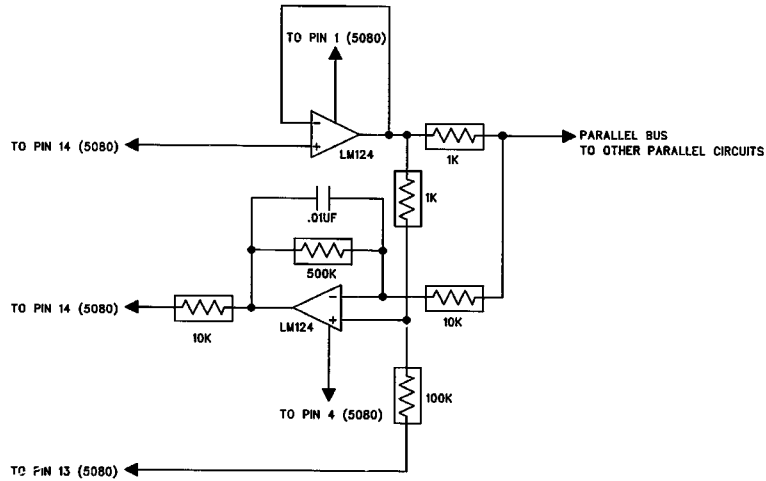 TO PIN 1 (5080)
TO PIN 14 (5080)
LM124
1K
PARALLEL BUS
TO OTHER PARALLEL CIRCUITS
1K
.01UF
500K
TO PIN 14 (5080)
10K
LM124
10K
TO PIN 4 (5080)
100K
TO PIN 13 (5080)